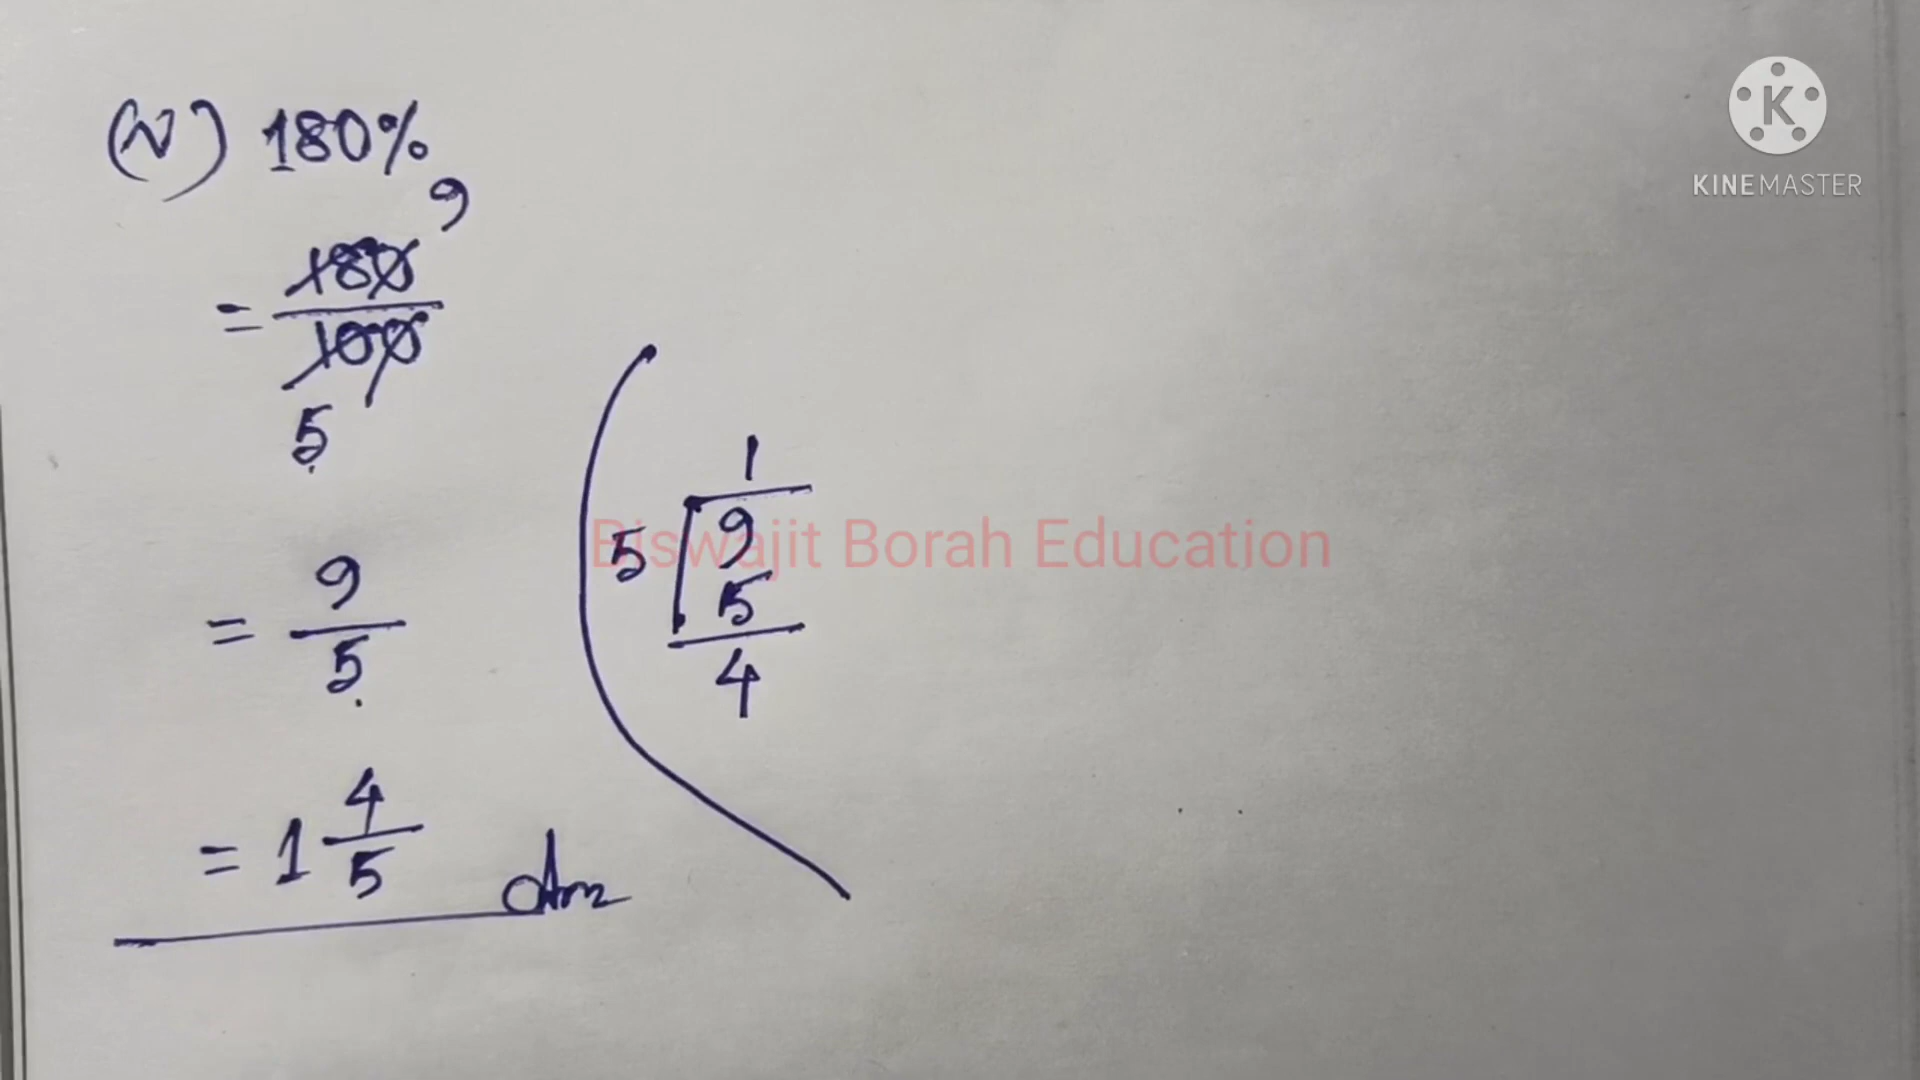 (N) 180%
9
= 180/100
5
= 9/5
= 1 4/5 Ans
1
5 9
5
4
Biswajit Borah Education
K
KINEMASTER